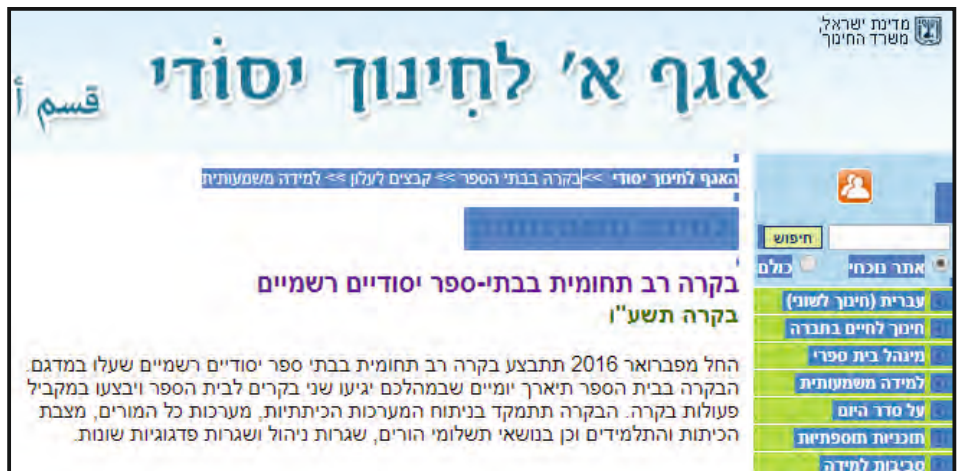 מדינת ישראל
משרד החינוך
אגף א׳ לחִינוך יסוֹדי
قسم أ
האגף לחינוך יסודי >>בקרה בבתי הספר >> קבצים לעלון >> למידה משמעותית
חיפוש
אתר נוכחי כולם
עברית (חינוך לשוני)
חינוך לחיים בחברה
מינהל בית ספרי
למידה משמעותית
על סדר היום
תוכניות תוספתיות
סביבות למידה
בקרה רב תחומית בבתי-ספר יסודיים רשמיים
בקרה תשע"ו
החל מפברואר 2016 תתבצע בקרה רב תחומית בבתי ספר יסודיים רשמיים שעלו במדגם.
הבקרה בבית הספר תיארך יומיים שבמהלכם יגיעו שני בקרים לבית הספר ויבצעו במקביל
פעולות בקרה. הבקרה תתמקד בניתוח המערכות הכיתתיות, מערכות כל המורים, מצבת
הכיתות והתלמידים וכן בנושאי תשלומי הורים, שגרות ניהול ושגרות פדגוגיות שונות.